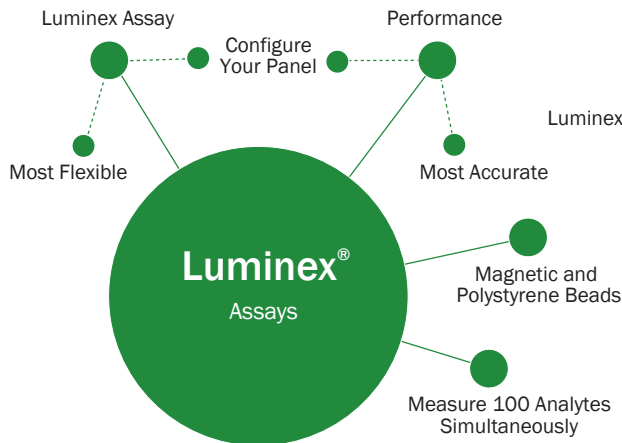 Luminex Assay
Performance
Configure
Your Panel
Luminex
Most Flexible
Most Accurate
Luminex®
Assays
Magnetic and
Polystyrene Beads
Measure 100 Analytes
Simultaneously